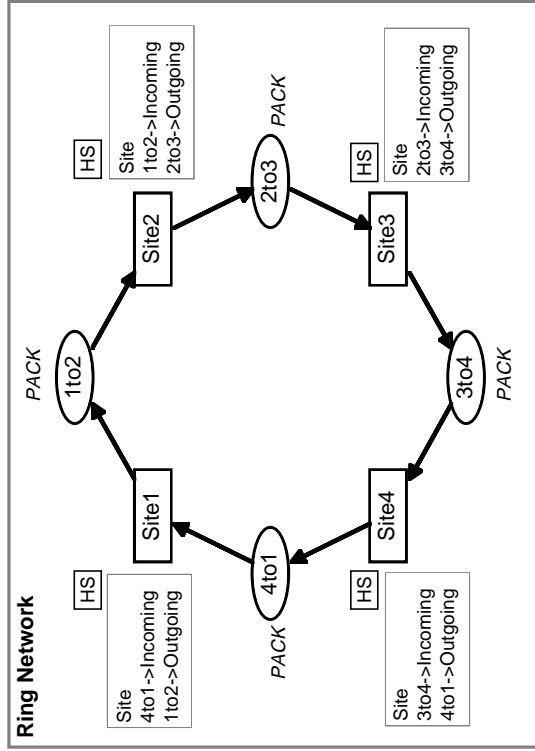 Ring Network
PACK
1to2
HS
Site
4to1->Incoming
1to2->Outgoing
Site1
Site2
HS
Site
1to2->Incoming
2to3->Outgoing
PACK
4to1
2to3
PACK
HS
Site
3to4->Incoming
4to1->Outgoing
Site4
Site3
HS
Site
2to3->Incoming
3to4->Outgoing
3to4
PACK